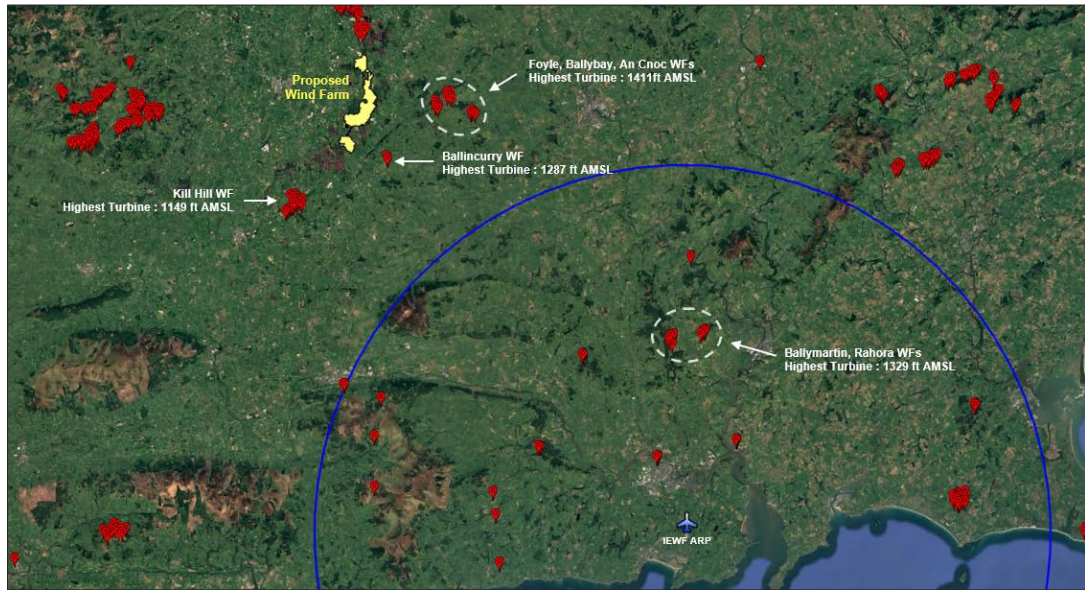 Foyle, Ballybay, An Cnoc WFs
Highest Turbine : 1411ft AMSL
Proposed
Wind Farm
Ballincurry WF
Highest Turbine : 1287 ft AMSL
Kill Hill WF
Highest Turbine : 1149 ft AMSL
Ballymartin, Rahora WFs
Highest Turbine : 1329 ft AMSL
IEWF ARP